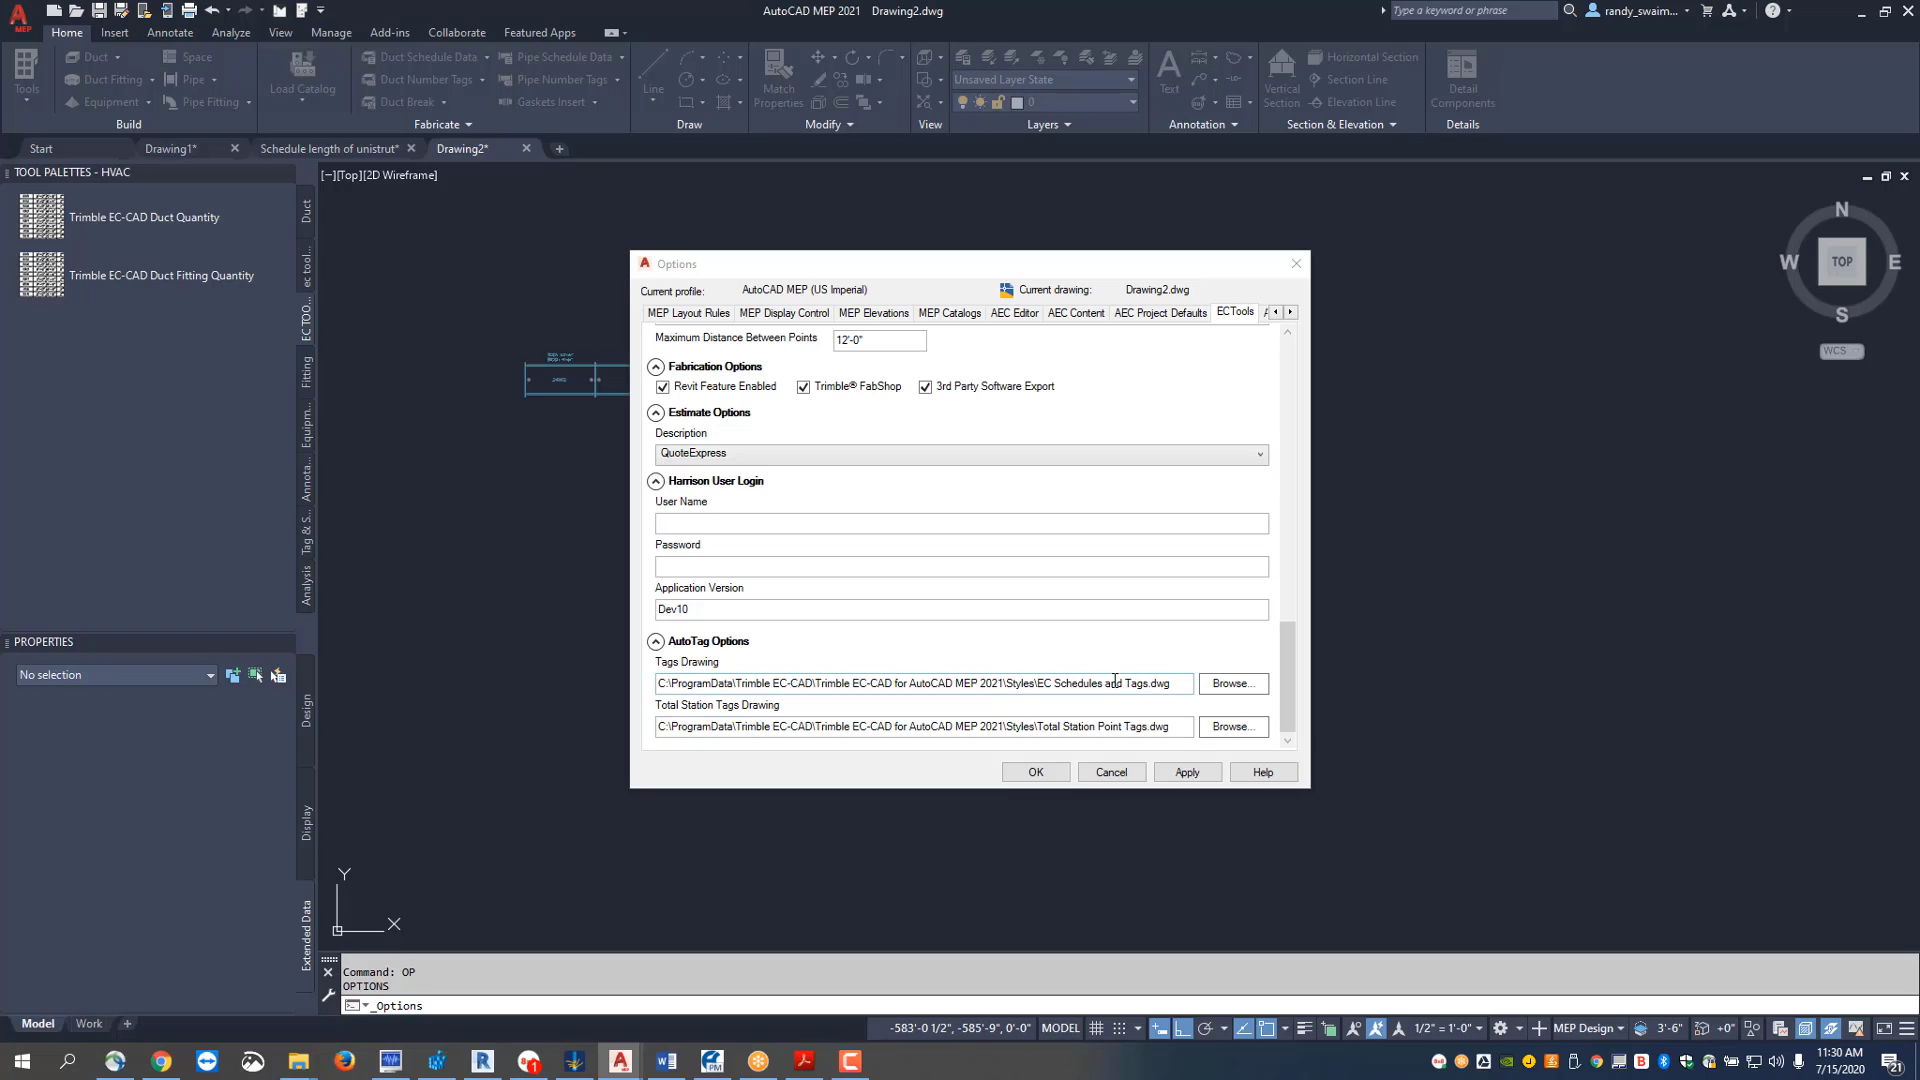 AutoCAD MEP 2021 Drawing2.dwg
Type a keyword or phrase
randy_swaim...
MEP
Home Insert Annotate Analyze View Manage Add-ins Collaborate Featured Apps
Tools
Duct
Duct Fitting
Equipment
Space
Pipe
Pipe Fitting
Build
Load Catalog
Duct Schedule Data
Duct Number Tags
Duct Break
Pipe Schedule Data
Pipe Number Tags
Gaskets Insert
Fabricate
Line
Draw
Match
Properties
Modify
View
Unsaved Layer State
0
Layers
Text
Annotation
Vertical
Section
Horizontal Section
Section Line
Elevation Line
Section & Elevation
Detail
Components
Details
Start
Drawing1*
Schedule length of unistrut*
Drawing2*
TOOL PALETTES - HVAC
Trimble EC-CAD Duct Quantity
Trimble EC-CAD Duct Fitting Quantity
Duct
ec tool...
EC TOO...
Fitting
Equipm...
Annota...
Tag & S...
Analysis
PROPERTIES
No selection
Design
Display
Extended Data
[−][Top][2D Wireframe]
N
W TOP E
S
WCS
Y
X
Options
Current profile: AutoCAD MEP (US Imperial) Current drawing: Drawing2.dwg
MEP Layout Rules MEP Display Control MEP Elevations MEP Catalogs AEC Editor AEC Content AEC Project Defaults ECTools
Maximum Distance Between Points 12'-0"
Fabrication Options
Revit Feature Enabled Trimble® FabShop 3rd Party Software Export
Estimate Options
Description
QuoteExpress
Harrison User Login
User Name
Password
Application Version
Dev10
AutoTag Options
Tags Drawing
C:\ProgramData\Trimble EC-CAD\Trimble EC-CAD for AutoCAD MEP 2021\Styles\EC Schedules and Tags.dwg Browse...
Total Station Tags Drawing
C:\ProgramData\Trimble EC-CAD\Trimble EC-CAD for AutoCAD MEP 2021\Styles\Total Station Point Tags.dwg Browse...
OK Cancel Apply Help
Command: OP
OPTIONS
_Options
Model Work
-583'-0 1/2", -585'-9", 0'-0" MODEL 1/2" = 1'-0" MEP Design 3'-6" +0"
11:30 AM
7/15/2020
21